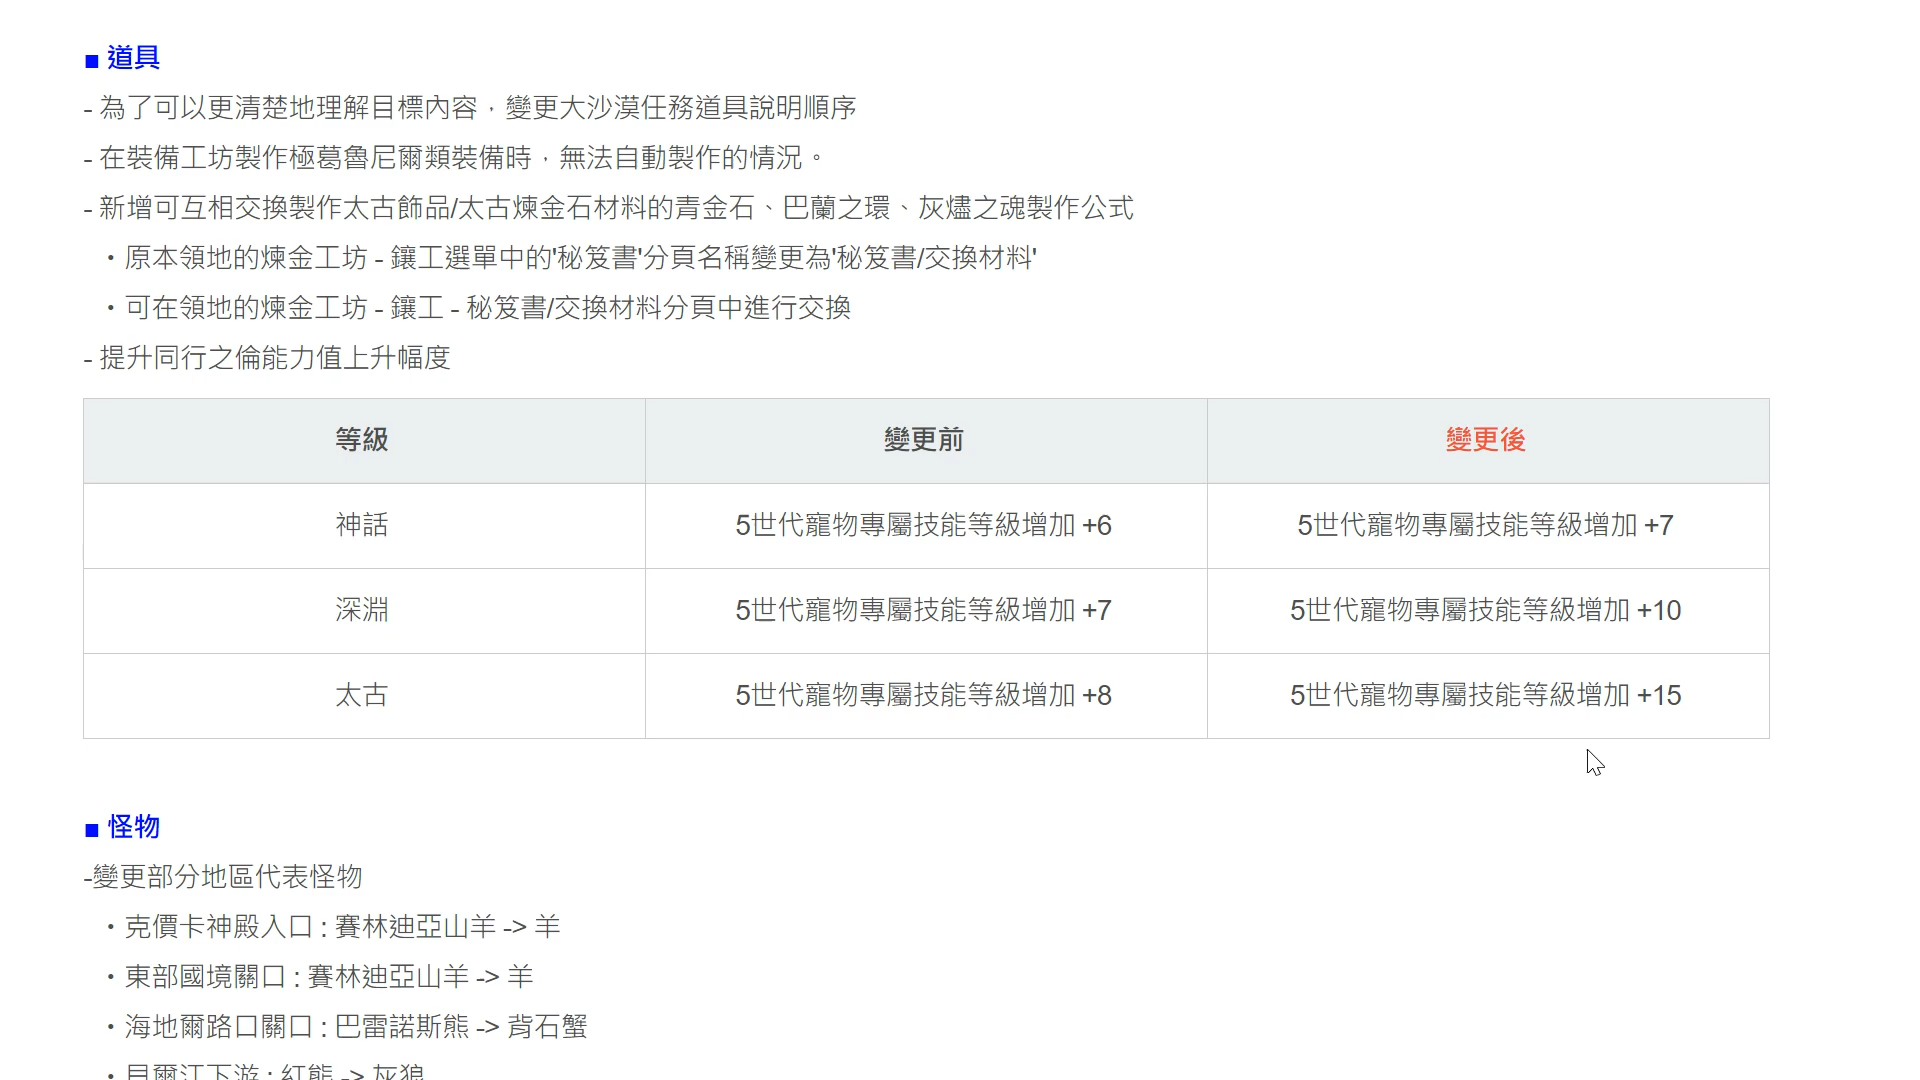 ■ 道具
- 為了可以更清楚地理解目標內容，變更大沙漠任務道具說明順序
- 在裝備工坊製作極葛魯尼爾類裝備時，無法自動製作的情況。
- 新增可互相交換製作太古飾品/太古煉金石材料的青金石、巴蘭之環、灰燼之魂製作公式
・原本領地的煉金工坊 - 鑲工選單中的'秘笈書'分頁名稱變更為'秘笈書/交換材料'
・可在領地的煉金工坊 - 鑲工 - 秘笈書/交換材料分頁中進行交換
- 提升同行之倫能力值上升幅度
等級 變更前 變更後
神話 5世代寵物專屬技能等級增加 +6 5世代寵物專屬技能等級增加 +7
深淵 5世代寵物專屬技能等級增加 +7 5世代寵物專屬技能等級增加 +10
太古 5世代寵物專屬技能等級增加 +8 5世代寵物專屬技能等級增加 +15
■ 怪物
-變更部分地區代表怪物
・克價卡神殿入口 : 賽林迪亞山羊 -> 羊
・東部國境關口 : 賽林迪亞山羊 -> 羊
・海地爾路口關口 : 巴雷諾斯熊 -> 背石蟹
・貝爾江下游 : 紅熊 -> 灰狼